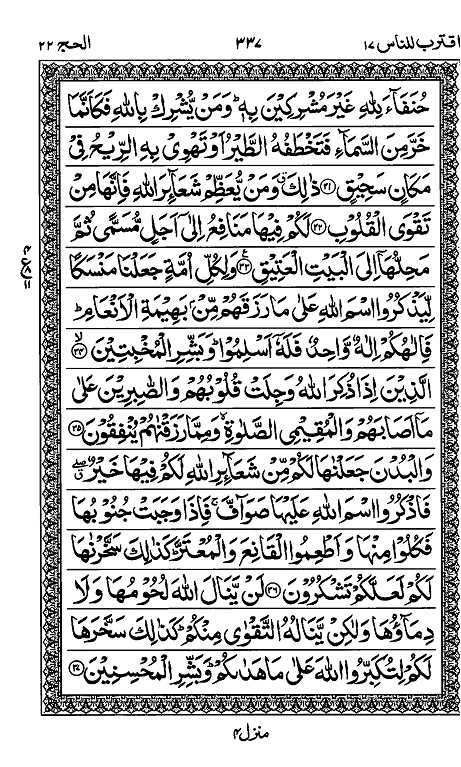 اقترب للناس ١٧ ٣٣٧ الحج ٢٢
حُنَفَآءَ لِلّٰهِ غَيْرَ مُشْرِكِيْنَ بِهٖ ؕ وَمَنْ يُّشْرِكْ بِاللّٰهِ فَكَاَنَّمَا
خَرَّ مِنَ السَّمَآءِ فَتَخْطَفُهُ الطَّيْرُ اَوْ تَهْوِىْ بِهِ الرِّيْحُ فِىْ
مَكَانٍ سَحِيْقٍ ﴿٣١﴾ ذٰلِكَ ۗ وَمَنْ يُّعَظِّمْ شَعَآئِرَ اللّٰهِ فَاِنَّهَا مِنْ
تَقْوَى الْقُلُوْبِ ﴿٣٢﴾ لَكُمْ فِيْهَا مَنَافِعُ اِلٰٓى اَجَلٍ مُّسَمًّى ثُمَّ
مَحِلُّهَاۤ اِلَى الْبَيْتِ الْعَتِيْقِ ﴿٣٣﴾ وَلِكُلِّ اُمَّةٍ جَعَلْنَا مَنْسَكًا
لِّيَذْكُرُوا اسْمَ اللّٰهِ عَلٰى مَا رَزَقَهُمْ مِّنْۢ بَهِيْمَةِ الْاَنْعَامِ ؕ
فَاِلٰهُكُمْ اِلٰهٌ وَّاحِدٌ فَلَهٗۤ اَسْلِمُوْا ؕ وَبَشِّرِ الْمُخْبِتِيْنَ ﴿٣٤﴾
الَّذِيْنَ اِذَا ذُكِرَ اللّٰهُ وَجِلَتْ قُلُوْبُهُمْ وَالصّٰبِرِيْنَ عَلٰى
مَاۤ اَصَابَهُمْ وَالْمُقِيْمِى الصَّلٰوةِ ۙ وَمِمَّا رَزَقْنٰهُمْ يُنْفِقُوْنَ ﴿٣٥﴾
وَالْبُدْنَ جَعَلْنٰهَا لَكُمْ مِّنْ شَعَآئِرِ اللّٰهِ لَكُمْ فِيْهَا خَيْرٌ ۖ
فَاذْكُرُوا اسْمَ اللّٰهِ عَلَيْهَا صَوَآفَّ ۚ فَاِذَا وَجَبَتْ جُنُوْبُهَا
فَكُلُوْا مِنْهَا وَاَطْعِمُوا الْقَانِعَ وَالْمُعْتَرَّ ؕ كَذٰلِكَ سَخَّرْنٰهَا
لَكُمْ لَعَلَّكُمْ تَشْكُرُوْنَ ﴿٣٦﴾ لَنْ يَّنَالَ اللّٰهَ لُحُوْمُهَا وَلَا
دِمَآؤُهَا وَلٰكِنْ يَّنَالُهُ التَّقْوٰى مِنْكُمْ ؕ كَذٰلِكَ سَخَّرَهَا
لَكُمْ لِتُكَبِّرُوا اللّٰهَ عَلٰى مَا هَدٰىكُمْ ؕ وَبَشِّرِ الْمُحْسِنِيْنَ ﴿٣٧﴾
٤
ع
١١
منزل ٤